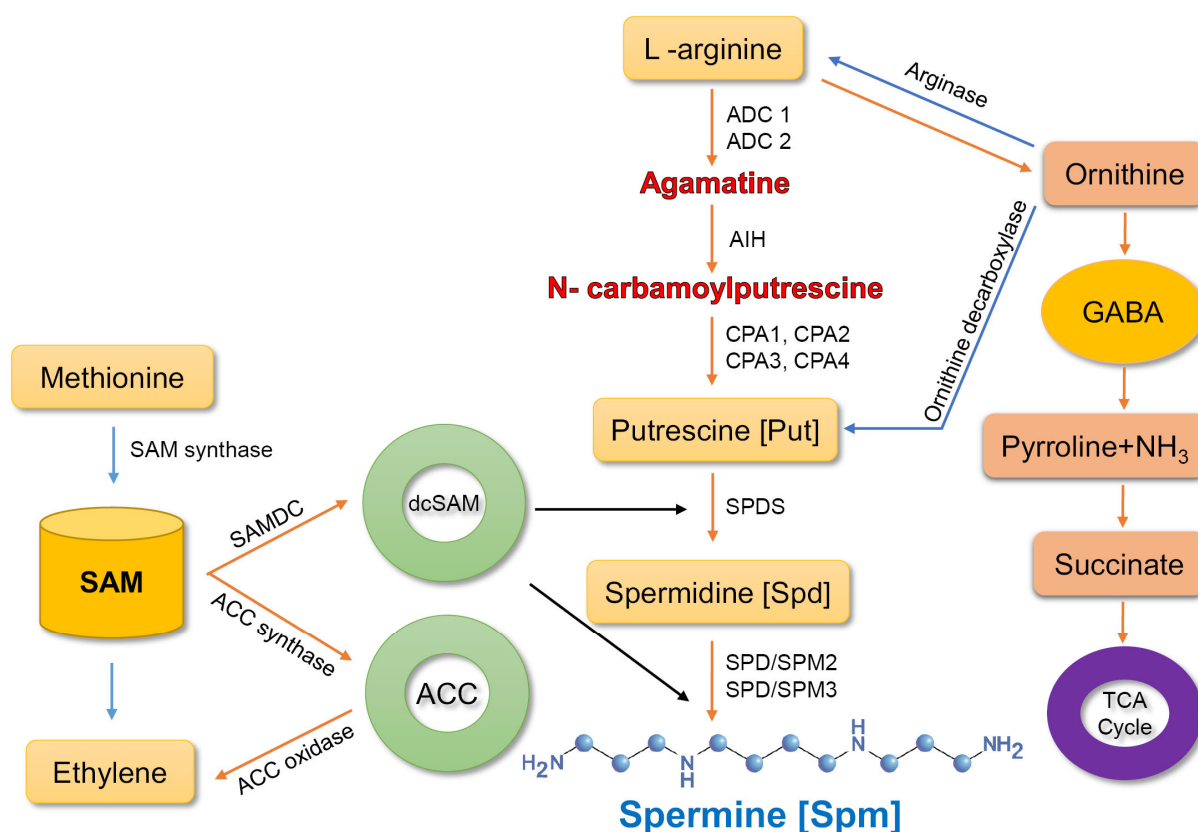 L -arginine
Arginase
ADC 1
ADC 2
Ornithine
Agamatine
AIH
Ornithine decarboxylase
N- carbamoylputrescine
GABA
CPA1, CPA2
CPA3, CPA4
Methionine
Putrescine [Put]
Pyrroline+NH₃
SAM synthase
SAMDC
dcSAM
SPDS
SAM
Succinate
Spermidine [Spd]
ACC synthase
ACC
SPD/SPM2
SPD/SPM3
TCA
Cycle
ACC oxidase
Ethylene
H₂N
N
H
H
N
NH₂
Spermine [Spm]